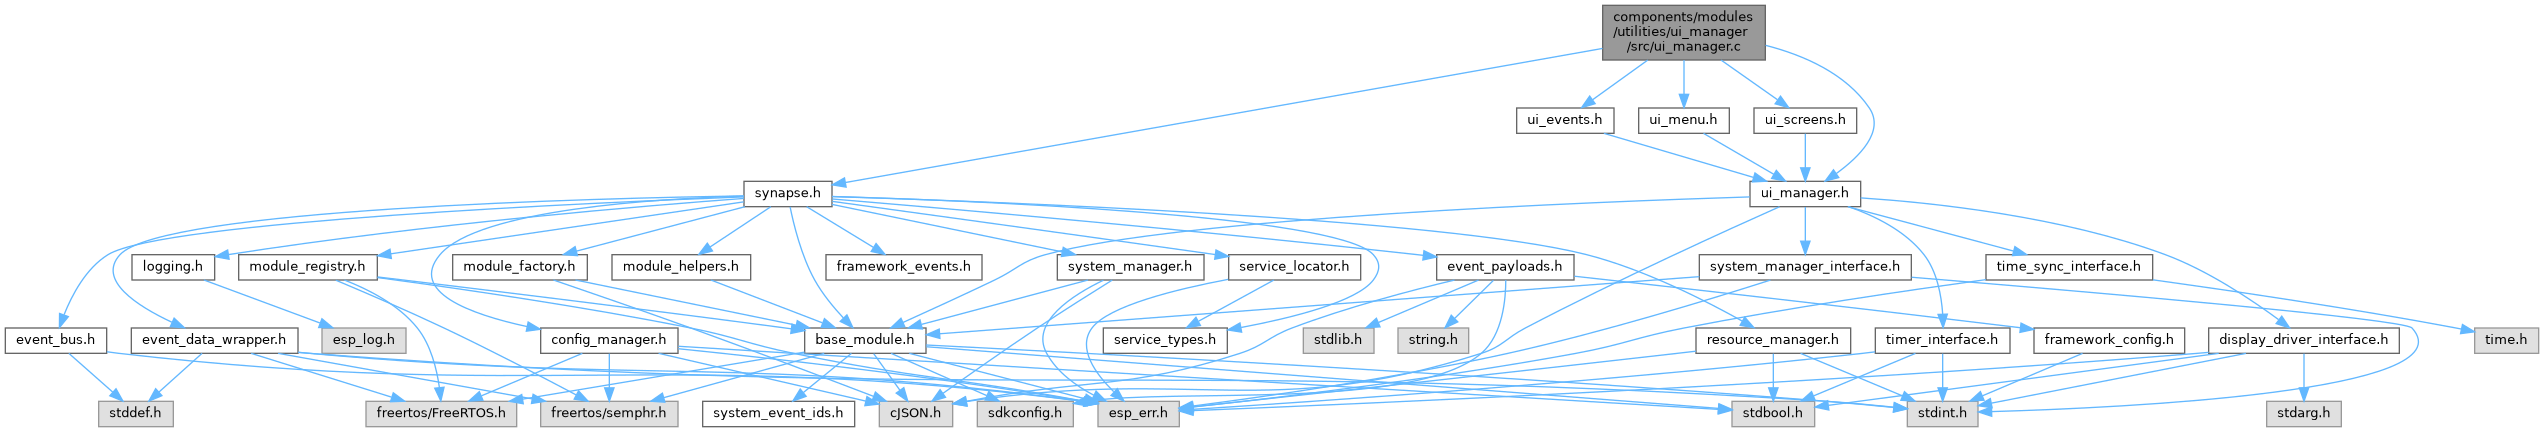 components/modules
/utilities/ui_manager
/src/ui_manager.c
ui_events.h
ui_menu.h
ui_screens.h
synapse.h
ui_manager.h
logging.h
module_registry.h
module_factory.h
module_helpers.h
framework_events.h
system_manager.h
service_locator.h
event_payloads.h
system_manager_interface.h
time_sync_interface.h
event_bus.h
event_data_wrapper.h
esp_log.h
config_manager.h
base_module.h
service_types.h
stdlib.h
string.h
resource_manager.h
timer_interface.h
framework_config.h
display_driver_interface.h
time.h
stddef.h
freertos/FreeRTOS.h
freertos/semphr.h
system_event_ids.h
cJSON.h
sdkconfig.h
esp_err.h
stdbool.h
stdint.h
stdarg.h